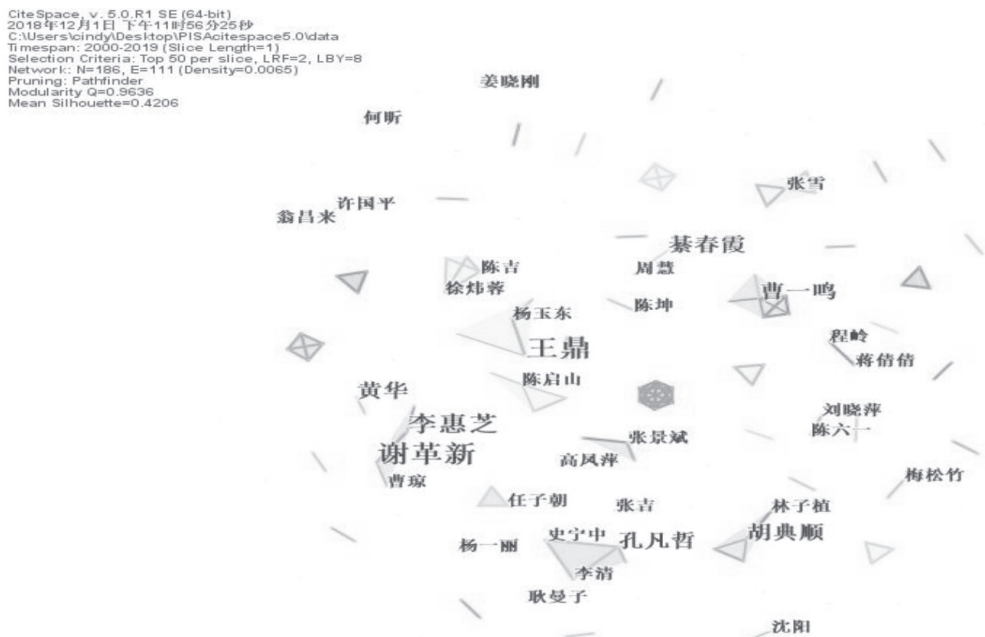 CiteSpace, v. 5.0.R1 SE (64-bit)
2018年12月1日 下午11时56分25秒
C:\Users\cindy\Desktop\PISAcitespace5.0\data
Timespan: 2000-2019 (Slice Length=1)
Selection Criteria: Top 50 per slice, LRF=2, LBY=8
Network: N=186, E=111 (Density=0.0065)
Pruning: Pathfinder
Modularity Q=0.9636
Mean Silhouette=0.4206
姜晓刚
何昕
张雪
许国平
翁昌来
綦春霞
陈吉
周慧
徐炜蓉
曹一鸣
陈坤
杨玉东
程岭
王鼎
蒋倩倩
陈启山
黄华
刘晓萍
李惠芝
陈六一
张景斌
谢革新
高凤萍
梅松竹
曹琼
任子朝
张吉
林子植
胡典顺
史宁中
孔凡哲
杨一丽
李清
耿曼子
沈阳